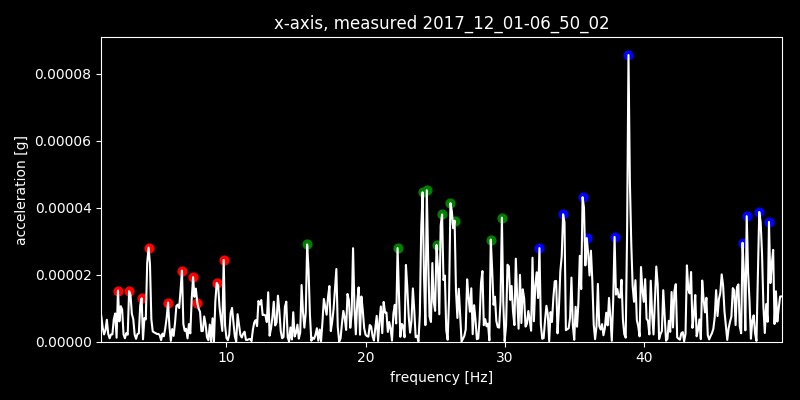 x-axis, measured 2017_12_01-06_50_02
0.00008
0.00006
0.00004
0.00002
0.00000
acceleration [g]
10 20 30 40
frequency [Hz]